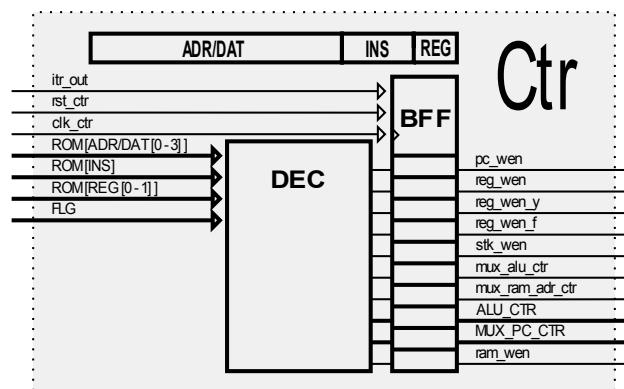 ADR/DAT INS REG
Ctr
itr_out
rst_ctr
clk_ctr
BFF
ROM[ADR/DAT[0-3]]
ROM[INS]
ROM[REG[0-1]]
FLG
DEC
pc_wen
reg_wen
reg_wen_y
reg_wen_f
stk_wen
mux_alu_ctr
mux_ram_adr_ctr
ALU_CTR
MUX_PC_CTR
ram_wen